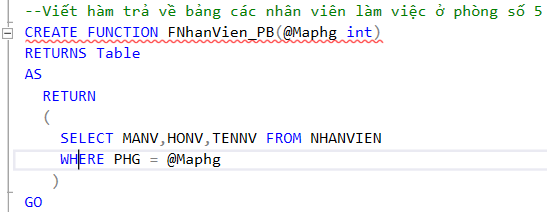 --Viết hàm trả về bảng các nhân viên làm việc ở phòng số 5
CREATE FUNCTION FNhanVien_PB(@Maphg int)
RETURNS Table
AS
RETURN
(
SELECT MANV,HONV,TENNV FROM NHANVIEN
WHERE PHG = @Maphg
)
GO